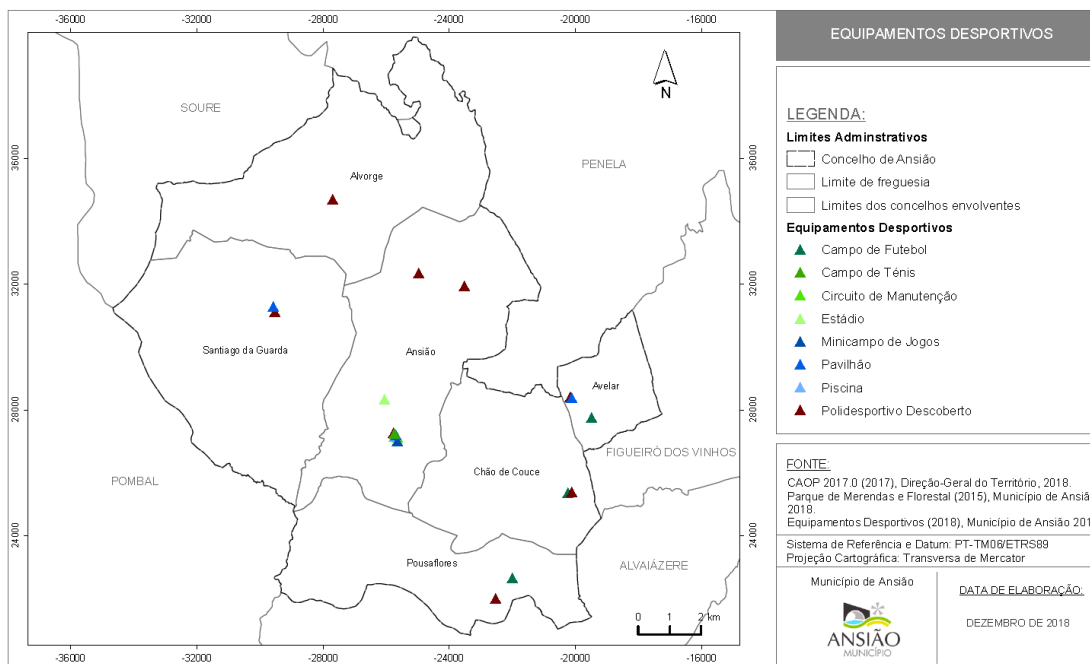 -36000 -32000 -28000 -24000 -20000 -16000
EQUIPAMENTOS DESPORTIVOS
N
SOURE
PENELA
36000 36000
Alvorge
32000 32000
Santiago da Guarda
Ansião
Avelar
28000 28000
FIGUEIRÓ DOS VINHOS
Chão de Couce
POMBAL
24000 24000
Pousaflores
ALVAIÁZERE
0 1 2 km
-36000 -32000 -28000 -24000 -20000 -16000
LEGENDA:
Limites Adminstrativos
Concelho de Ansião
Limite de freguesia
Limites dos concelhos envolventes
Equipamentos Desportivos
Campo de Futebol
Campo de Ténis
Circuito de Manutenção
Estádio
Minicampo de Jogos
Pavilhão
Piscina
Polidesportivo Descoberto
FONTE:
CAOP 2017.0 (2017), Direção-Geral do Território, 2018.
Parque de Merendas e Florestal (2015), Município de Ansiã
2018.
Equipamentos Desportivos (2018), Município de Ansião 201
Sistema de Referência e Datum: PT-TM06/ETRS89
Projeção Cartográfica: Transversa de Mercator
Município de Ansião
ANSIÃO
MUNICÍPIO
DATA DE ELABORAÇÃO:
DEZEMBRO DE 2018